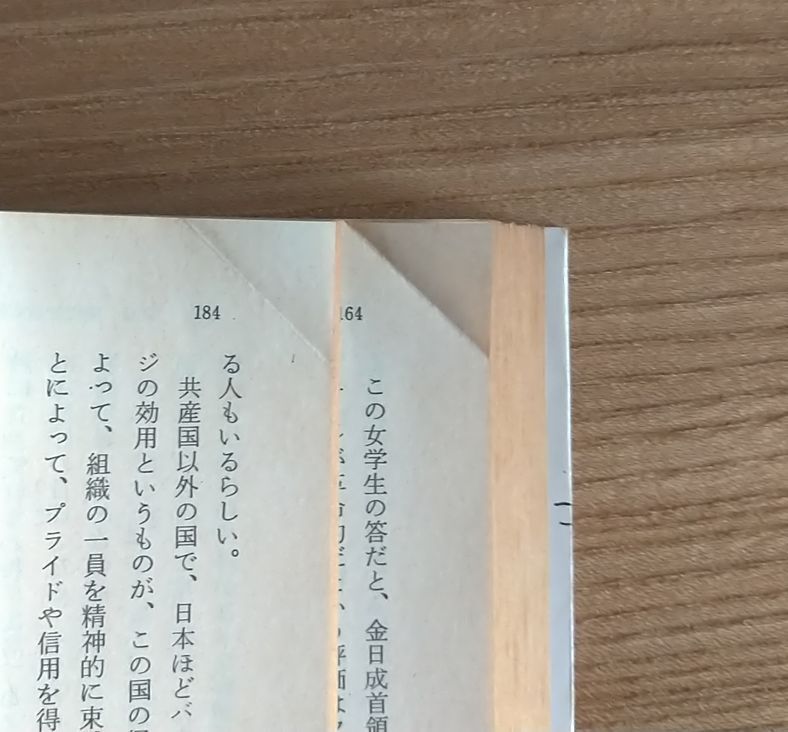 184
る人もいるらしい。
共産国以外の国で、日本ほどバ
ジの効用というものが、この国の
よって、組織の一員を精神的に束
とによって、プライドや信用を得
164
この女学生の答だと、金日成首領